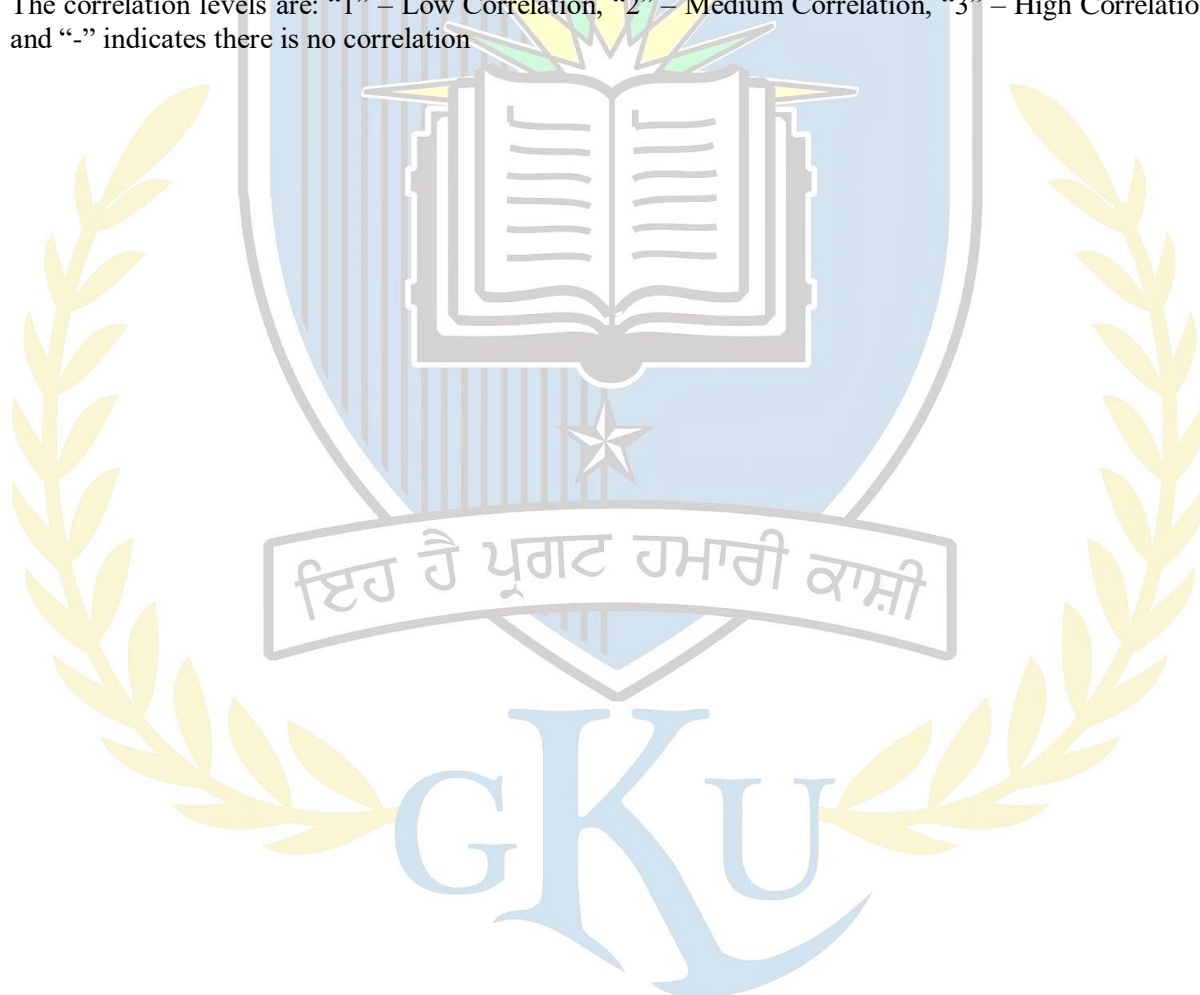 The correlation levels are: “1” – Low Correlation, “2” – Medium Correlation, “3” – High Correlatio
and “-” indicates there is no correlation
ਇਹ ਹੈ ਪ੍ਰਗਟ ਹਮਾਰੀ ਕਾਸ਼ੀ
GKU